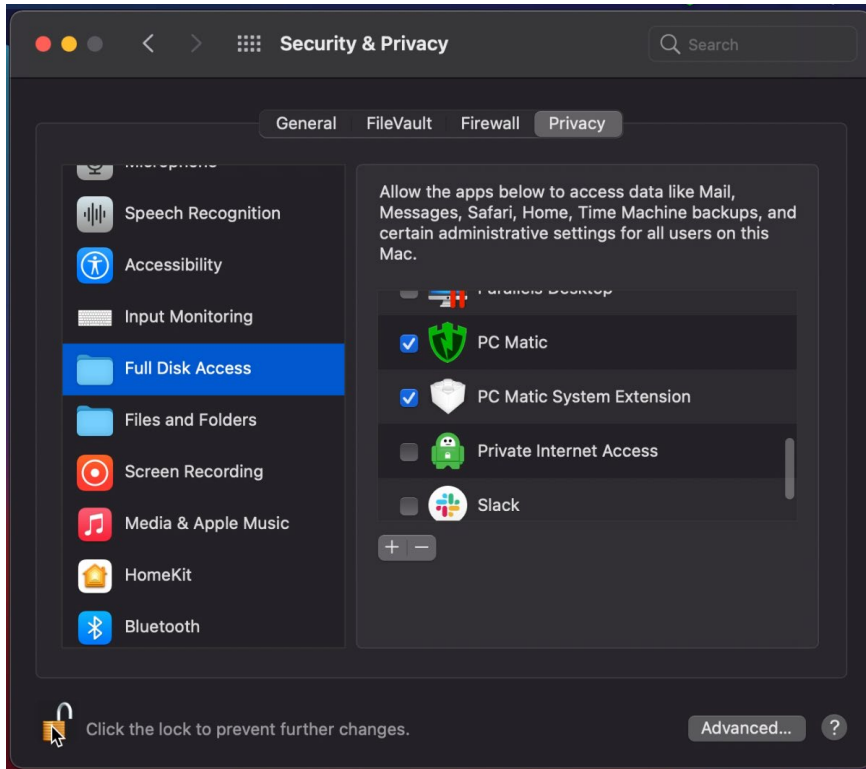 Security & Privacy
Search
General FileVault Firewall Privacy
Microphone
Speech Recognition
Accessibility
Input Monitoring
Full Disk Access
Files and Folders
Screen Recording
Media & Apple Music
HomeKit
Bluetooth
Allow the apps below to access data like Mail,
Messages, Safari, Home, Time Machine backups, and
certain administrative settings for all users on this
Mac.
Parallels Desktop
PC Matic
PC Matic System Extension
Private Internet Access
Slack
Click the lock to prevent further changes.
Advanced... ?